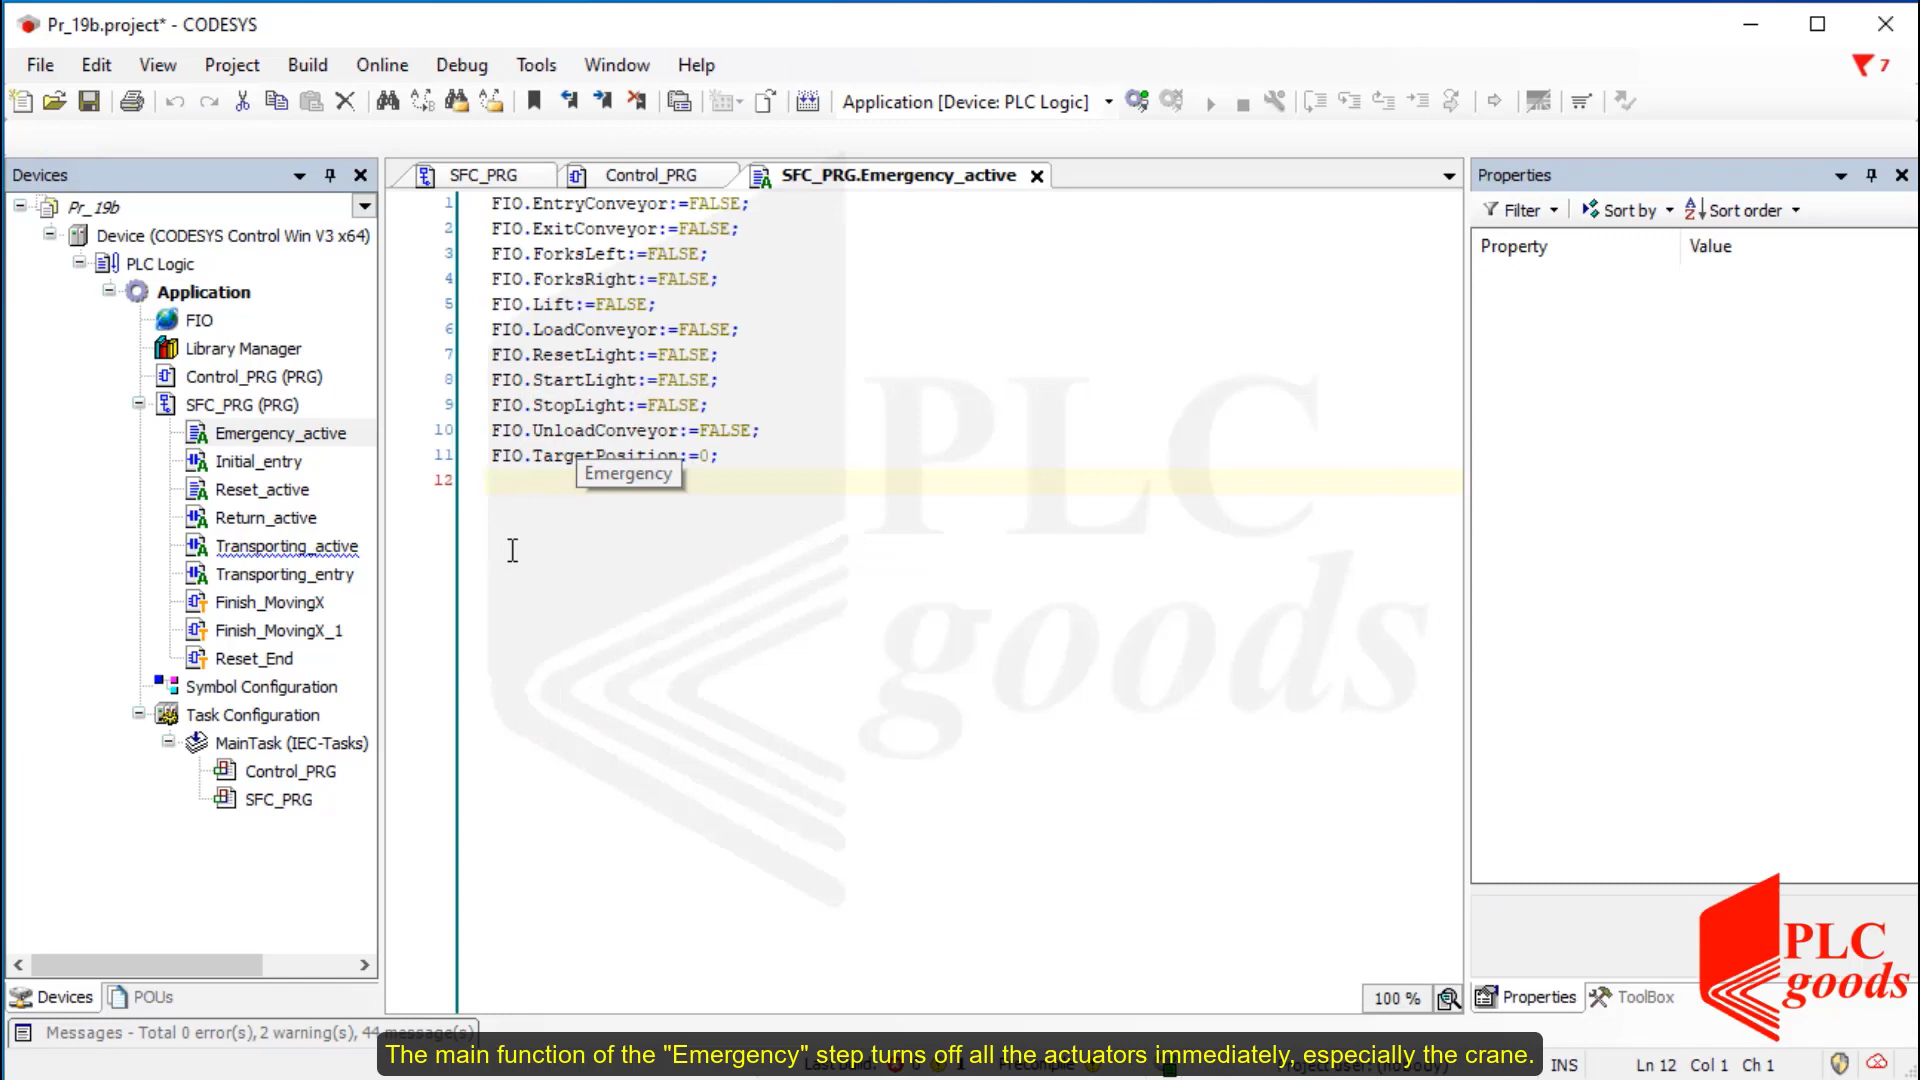 Pr_19b.project* - CODESYS
File Edit View Project Build Online Debug Tools Window Help
7
Application [Device: PLC Logic]
Devices
SFC_PRG
Control_PRG
SFC_PRG.Emergency_active
Properties
Pr_19b
Device (CODESYS Control Win V3 x64)
PLC Logic
Application
FIO
Library Manager
Control_PRG (PRG)
SFC_PRG (PRG)
Emergency_active
Initial_entry
Reset_active
Return_active
Transporting_active
Transporting_entry
Finish_MovingX
Finish_MovingX_1
Reset_End
Symbol Configuration
Task Configuration
MainTask (IEC-Tasks)
Control_PRG
SFC_PRG
Devices
POUs
1 FIO.EntryConveyor:=FALSE;
2 FIO.ExitConveyor:=FALSE;
3 FIO.ForksLeft:=FALSE;
4 FIO.ForksRight:=FALSE;
5 FIO.Lift:=FALSE;
6 FIO.LoadConveyor:=FALSE;
7 FIO.ResetLight:=FALSE;
8 FIO.StartLight:=FALSE;
9 FIO.StopLight:=FALSE;
10 FIO.UnloadConveyor:=FALSE;
11 FIO.TargetPosition:=0;
12
Emergency
PLC
goods
100 %
Filter
Sort by
Sort order
Property
Value
PLC
goods
Properties
ToolBox
Messages - Total 0 error(s), 2 warning(s), 44 message(s)
The main function of the "Emergency" step turns off all the actuators immediately, especially the crane.
INS
Ln 12 Col 1 Ch 1